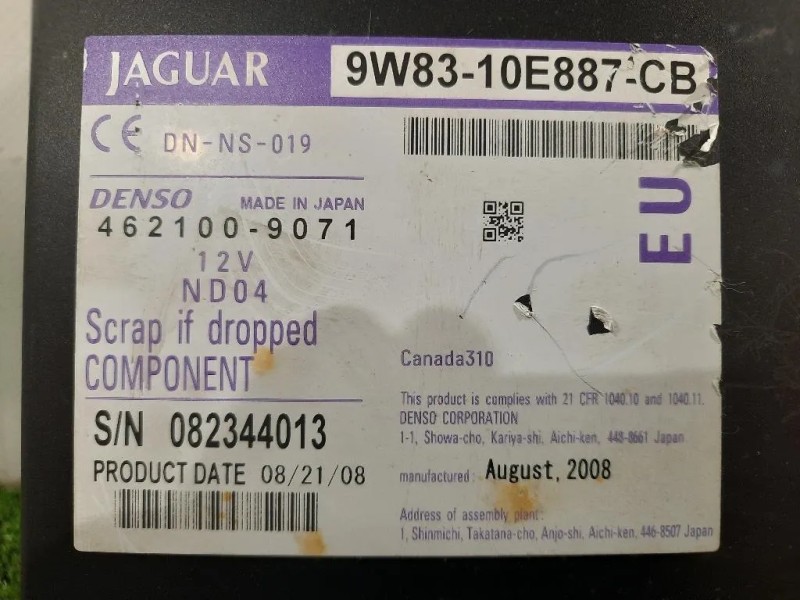 JAGUAR 9W83-10E887-CB
CE DN-NS-019
EU
DENSO MADE IN JAPAN
462100-9071
12V
ND04
Scrap if dropped
COMPONENT
Canada310
This product is complies with 21 CFR 1040.10 and 1040.11.
DENSO CORPORATION
1-1, Showa-cho, Kariya-shi, Aichi-ken, 448-8661 Japan
S/N 082344013
PRODUCT DATE 08/21/08
manufactured: August, 2008
Address of assembly plant:
1, Shinmichi, Takatana-cho, Anjo-shi, Aichi-ken, 446-8507 Japan